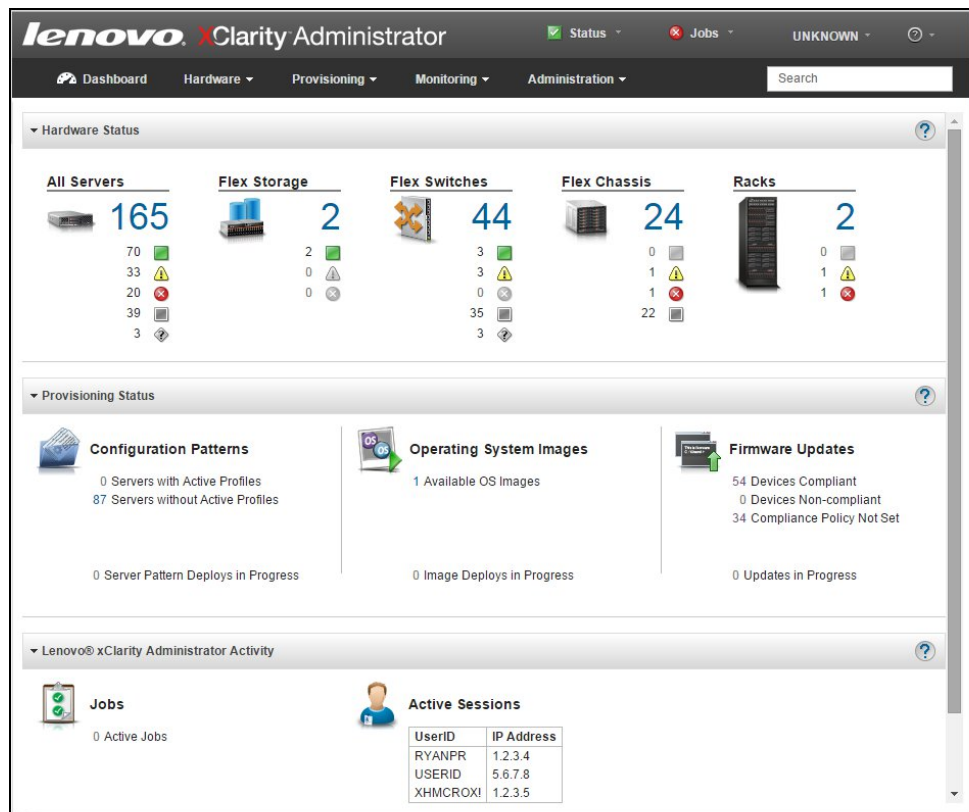 lenovo. XClarity Administrator
Status
Jobs
UNKNOWN
Dashboard
Hardware
Provisioning
Monitoring
Administration
Search
Hardware Status
All Servers
165
70
33
20
39
3
Flex Storage
2
2
0
0
Flex Switches
44
3
3
0
35
3
Flex Chassis
24
0
1
1
22
Racks
2
0
1
1
Provisioning Status
Configuration Patterns
0 Servers with Active Profiles
87 Servers without Active Profiles
0 Server Pattern Deploys in Progress
OS
OS
Operating System Images
1 Available OS Images
0 Image Deploys in Progress
Firmware Updates
54 Devices Compliant
0 Devices Non-compliant
34 Compliance Policy Not Set
0 Updates in Progress
Lenovo® xClarity Administrator Activity
Jobs
0 Active Jobs
Active Sessions
UserID IP Address
RYANPR 1.2.3.4
USERID 5.6.7.8
XHMCROX! 1.2.3.5